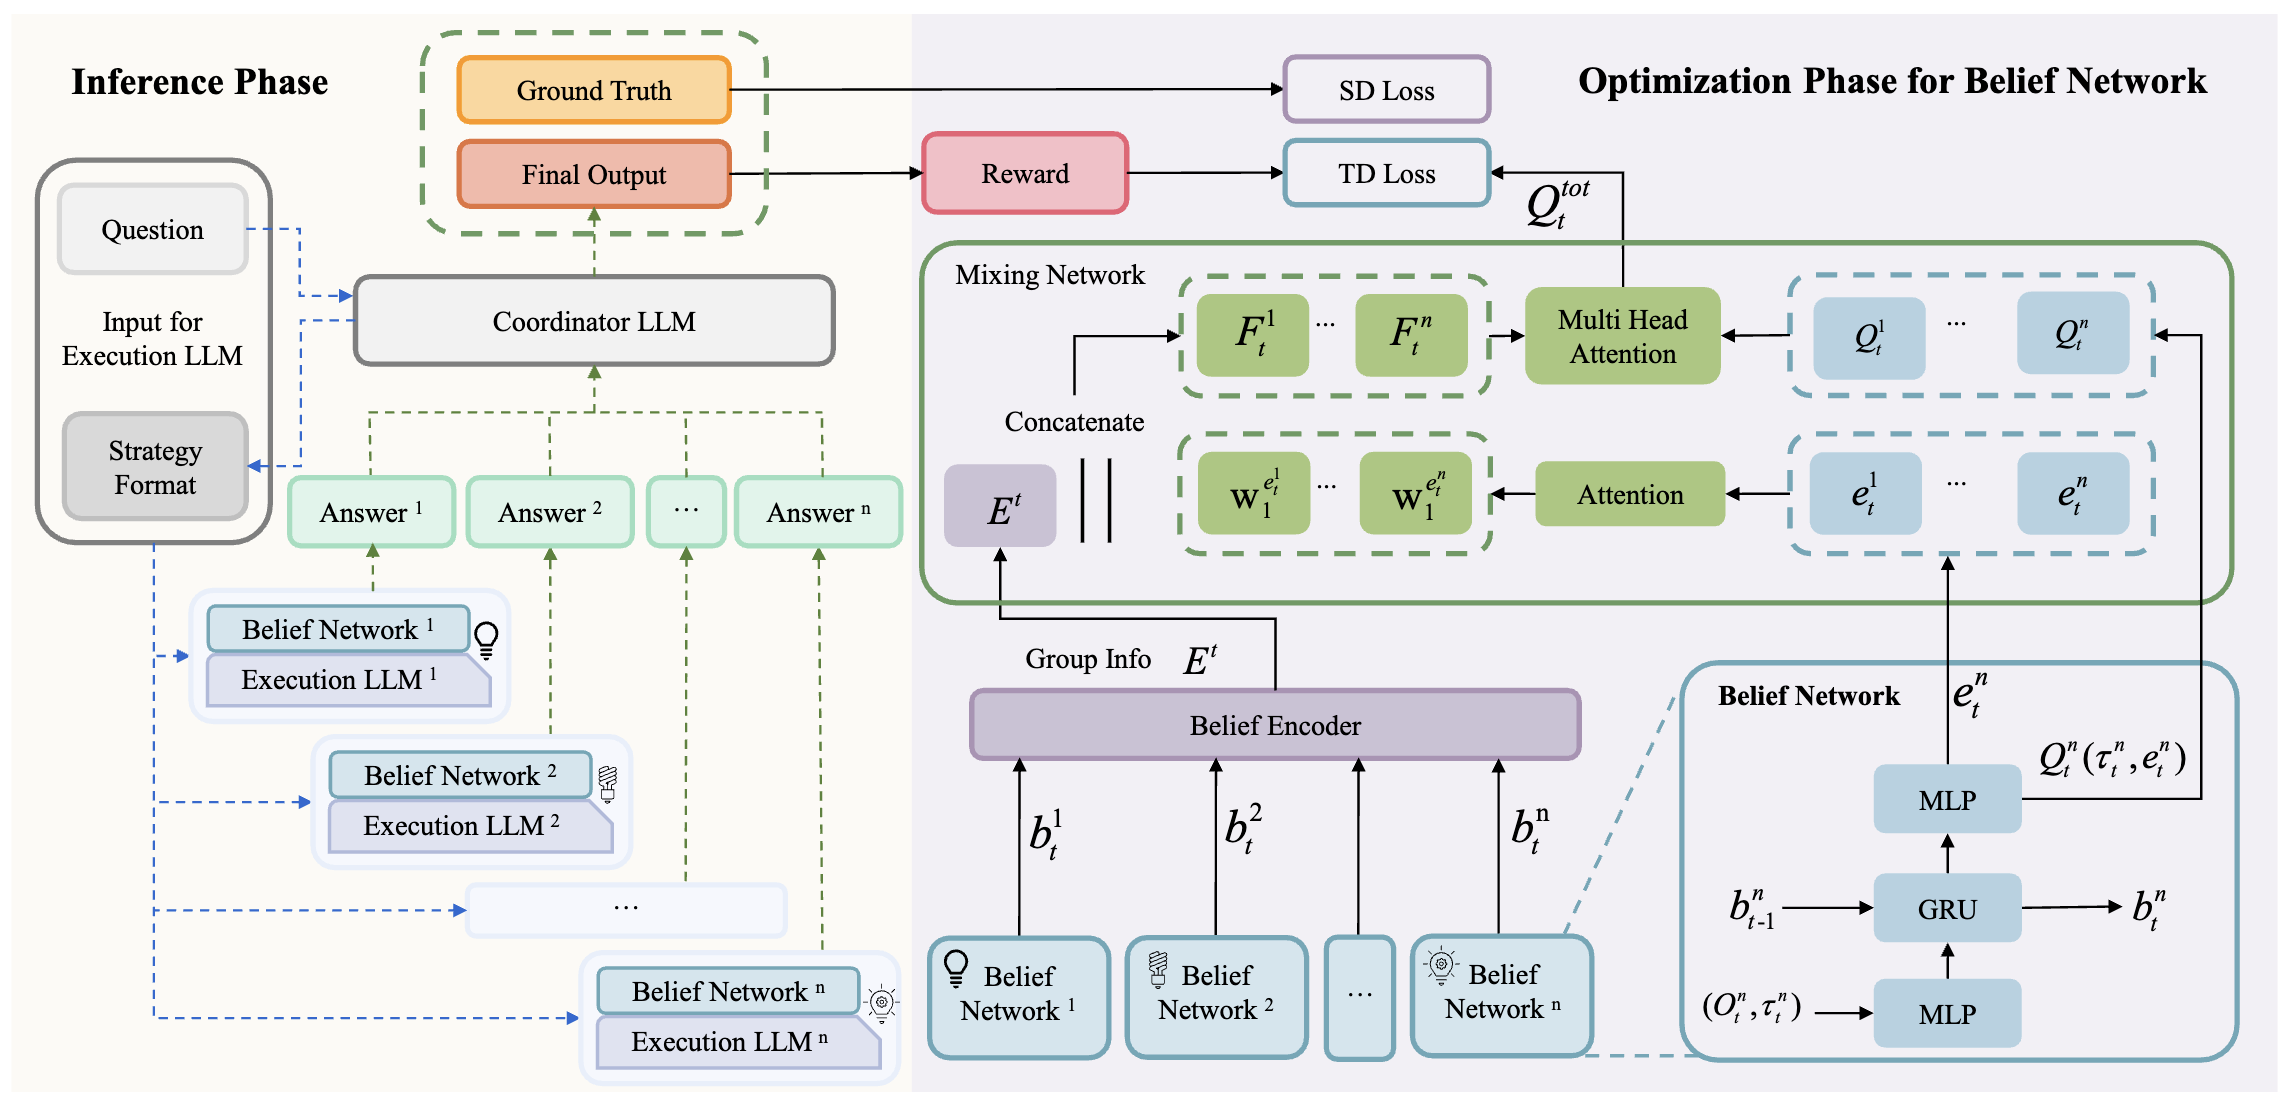 Inference Phase
Ground Truth
Final Output
Question
Input for
Execution LLM
Strategy
Format
Coordinator LLM
Answer ¹
Answer ²
...
Answer ⁿ
Belief Network ¹
Execution LLM ¹
Belief Network ²
Execution LLM ²
...
Belief Network ⁿ
Execution LLM ⁿ
Optimization Phase for Belief Network
SD Loss
Reward
TD Loss
Q_t^{tot}
Mixing Network
F_t^1 ... F_t^n
Multi Head
Attention
Q_t^1 ... Q_t^n
Concatenate
E^t
w_1^{e_t^1} ... w_1^{e_t^n}
Attention
e_t^1 ... e_t^n
Group Info E^t
Belief Encoder
b_t^1
b_t^2
b_t^n
Belief
Network ¹
Belief
Network ²
...
Belief
Network ⁿ
Belief Network
e_t^n
Q_t^n(τ_t^n, e_t^n)
MLP
b_{t-1}^n
GRU
b_t^n
(O_t^n, τ_t^n)
MLP